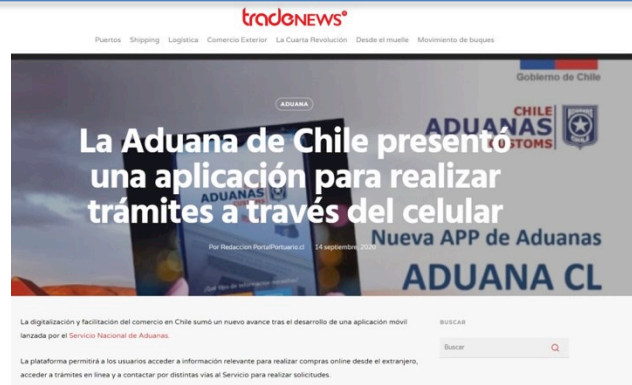 tradeNEWS°
Puertos Shipping Logística Comercio Exterior La Cuarta Revolución Desde el muelle Movimiento de buques
Gobierno de Chile
ADUANA
CHILE
ADUANAS
CUSTOMS
La Aduana de Chile presentó
una aplicación para realizar
trámites a través del celular
ADUANAS
Por Redaccion PortalPortuario.cl 14 septiembre, 2020
Nueva APP de Aduanas
ADUANA CL
La digitalización y facilitación del comercio en Chile sumó un nuevo avance tras el desarrollo de una aplicación móvil
lanzada por el Servicio Nacional de Aduanas.
La plataforma permitirá a los usuarios acceder a información relevante para realizar compras online desde el extranjero,
acceder a trámites en línea y a contactar por distintas vías al Servicio para realizar solicitudes.
BUSCAR
Buscar